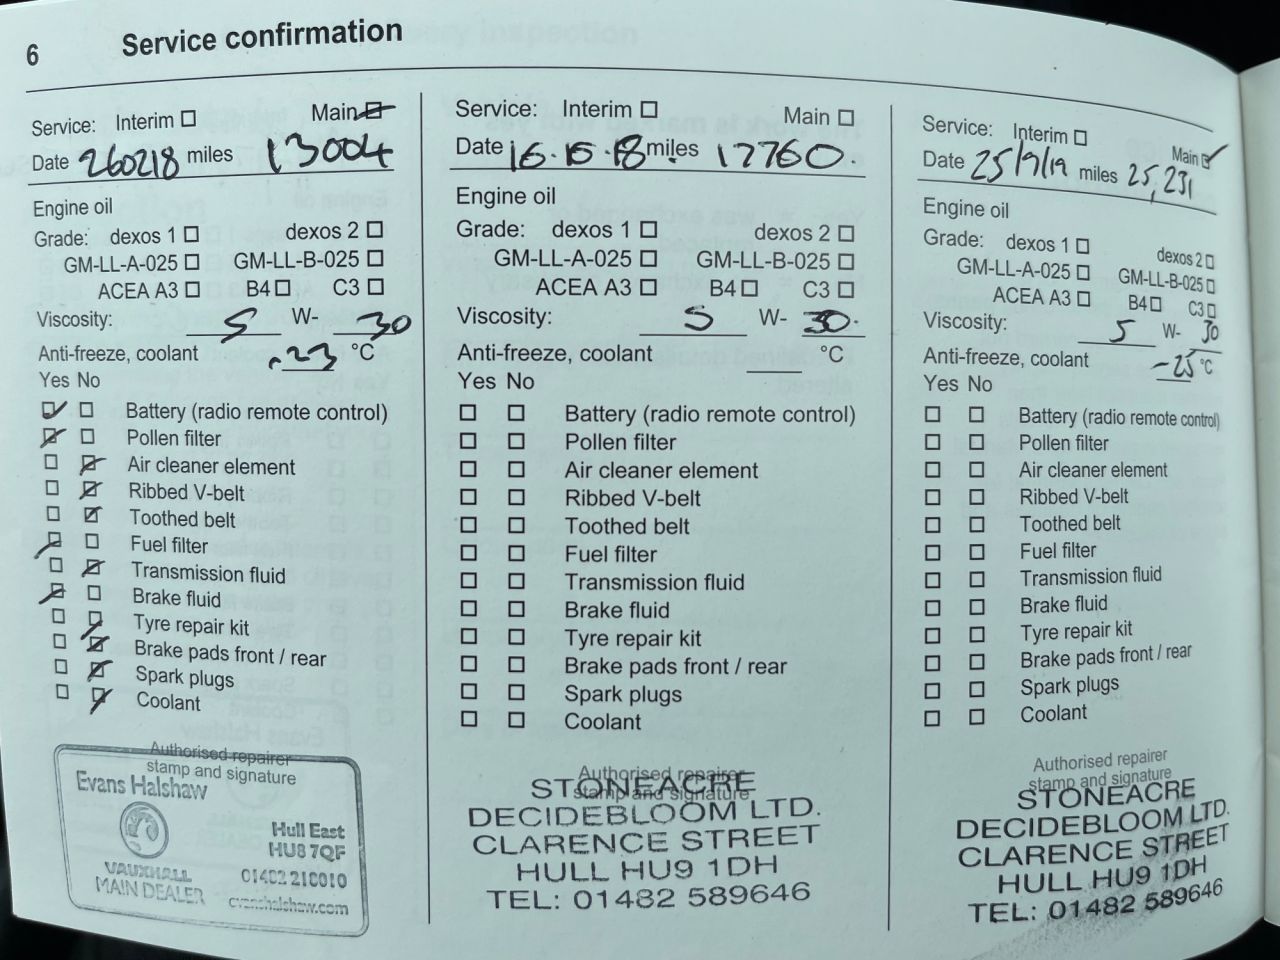 6 Service confirmation
Service: Interim Main
Date 260218 miles 13004
Engine oil
Grade: dexos 1 dexos 2
GM-LL-A-025 GM-LL-B-025
ACEA A3 B4 C3
Viscosity: 5 W- 30
Anti-freeze, coolant -23 °C
Yes No
Battery (radio remote control)
Pollen filter
Air cleaner element
Ribbed V-belt
Toothed belt
Fuel filter
Transmission fluid
Brake fluid
Tyre repair kit
Brake pads front / rear
Spark plugs
Coolant
Authorised repairer
stamp and signature
Evans Halshaw
Hull East
HU8 7QF
VAUXHALL
MAIN DEALER
01482 210010
evanshalshaw.com
Service: Interim Main
Date 16.10.18 miles 17760.
Engine oil
Grade: dexos 1 dexos 2
GM-LL-A-025 GM-LL-B-025
ACEA A3 B4 C3
Viscosity: 5 W- 30.
Anti-freeze, coolant °C
Yes No
Battery (radio remote control)
Pollen filter
Air cleaner element
Ribbed V-belt
Toothed belt
Fuel filter
Transmission fluid
Brake fluid
Tyre repair kit
Brake pads front / rear
Spark plugs
Coolant
Authorised repairer
stamp and signature
STONEACRE
DECIDEBLOOM LTD.
CLARENCE STREET
HULL HU9 1DH
TEL: 01482 589646
Service: Interim Main
Date 25/9/19 miles 25,231
Engine oil
Grade: dexos 1 dexos 2
GM-LL-A-025 GM-LL-B-025
ACEA A3 B4 C3
Viscosity: 5 W- 30
Anti-freeze, coolant -25 °C
Yes No
Battery (radio remote control)
Pollen filter
Air cleaner element
Ribbed V-belt
Toothed belt
Fuel filter
Transmission fluid
Brake fluid
Tyre repair kit
Brake pads front / rear
Spark plugs
Coolant
Authorised repairer
stamp and signature
STONEACRE
DECIDEBLOOM LTD.
CLARENCE STREET
HULL HU9 1DH
TEL: 01482 589646